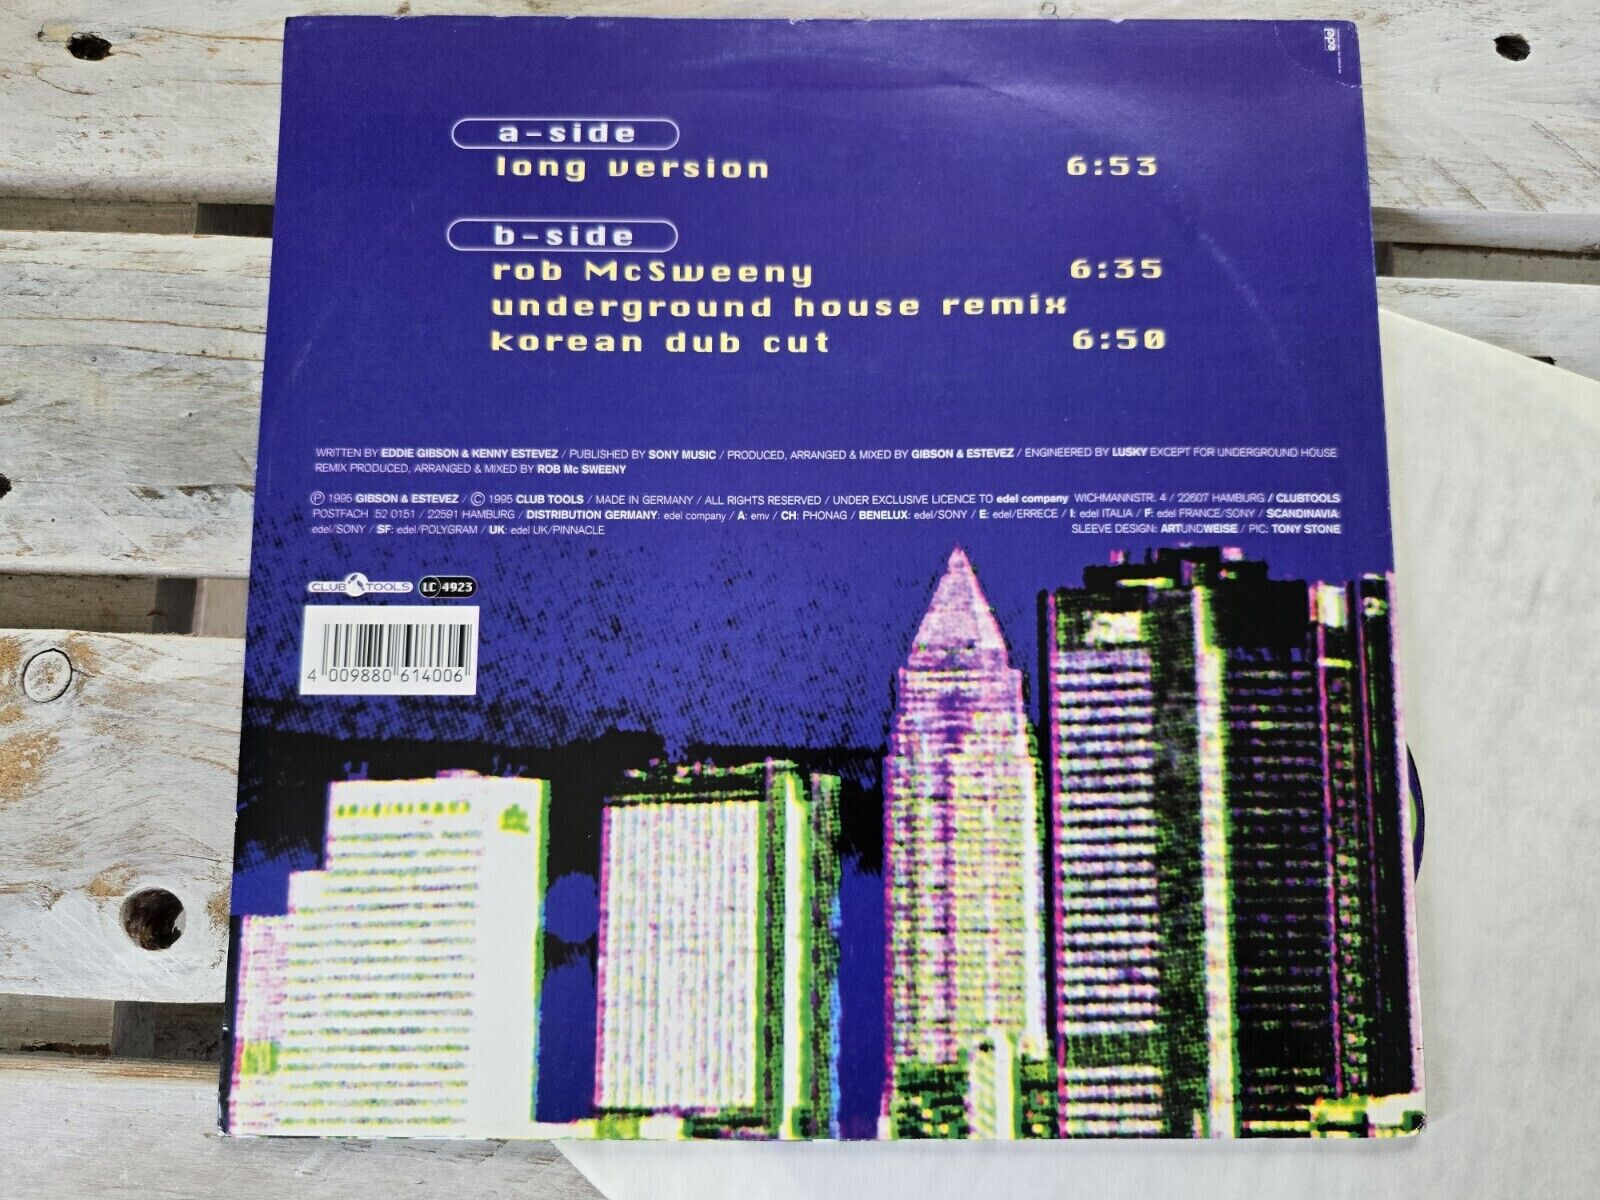 edel
a-side
long version 6:53
b-side
rob McSweeny 6:35
underground house remix
korean dub cut 6:50
WRITTEN BY EDDIE GIBSON & KENNY ESTEVEZ / PUBLISHED BY SONY MUSIC / PRODUCED, ARRANGED & MIXED BY GIBSON & ESTEVEZ / ENGINEERED BY LUSKY EXCEPT FOR UNDERGROUND HOUSE
REMIX PRODUCED, ARRANGED & MIXED BY ROB Mc SWEENY
Ⓟ 1995 GIBSON & ESTEVEZ / © 1995 CLUB TOOLS / MADE IN GERMANY / ALL RIGHTS RESERVED / UNDER EXCLUSIVE LICENCE TO edel company WICHMANNSTR. 4 / 22607 HAMBURG / CLUBTOOLS
POSTFACH 52 0151 / 22591 HAMBURG / DISTRIBUTION GERMANY: edel company / A: emv / CH: PHONAG / BENELUX: edel/SONY / E: edel/ERRECE / I: edel ITALIA / F: edel FRANCE/SONY / SCANDINAVIA:
edel/SONY / SF: edel/POLYGRAM / UK: edel UK/PINNACLE SLEEVE DESIGN: ARTUNDWEISE / PIC: TONY STONE
CLUB TOOLS LC 4923
4 009880 614006